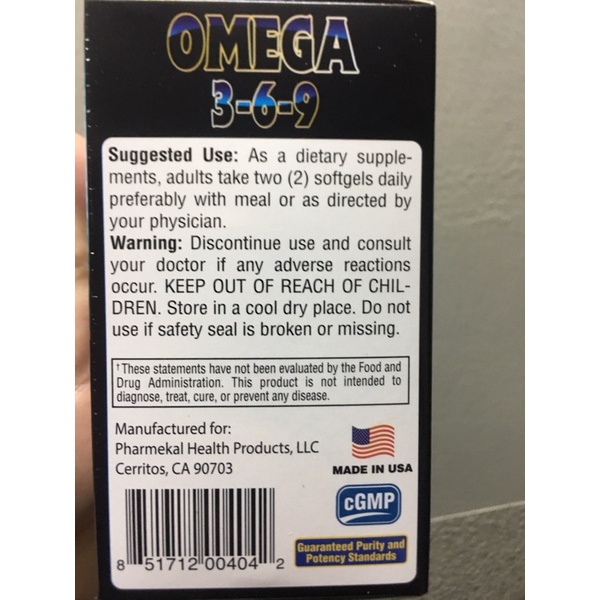 OMEGA
3-6-9
Suggested Use: As a dietary supple-
ments, adults take two (2) softgels daily
preferably with meal or as directed by
your physician.
Warning: Discontinue use and consult
your doctor if any adverse reactions
occur. KEEP OUT OF REACH OF CHIL-
DREN. Store in a cool dry place. Do not
use if safety seal is broken or missing.
†These statements have not been evaluated by the Food and
Drug Administration. This product is not intended to
diagnose, treat, cure, or prevent any disease.
Manufactured for:
Pharmekal Health Products, LLC
Cerritos, CA 90703
MADE IN USA
cGMP
Guaranteed Purity and
Potency Standards
8 51712 00404 2